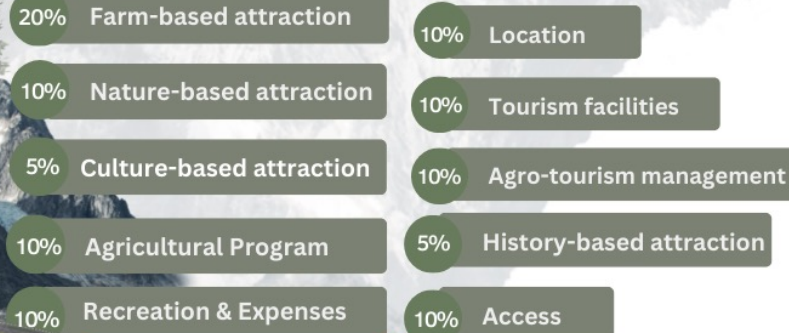 20% Farm-based attraction
10% Nature-based attraction
5% Culture-based attraction
10% Agricultural Program
10% Recreation & Expenses
10% Location
10% Tourism facilities
10% Agro-tourism management
5% History-based attraction
10% Access